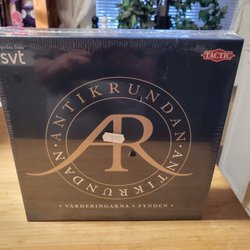 svt
TACTIC
ANTIKRUNDAN · ANTIKRUNDAN ·
AR
· VÄRDERINGARNA · FYNDEN ·